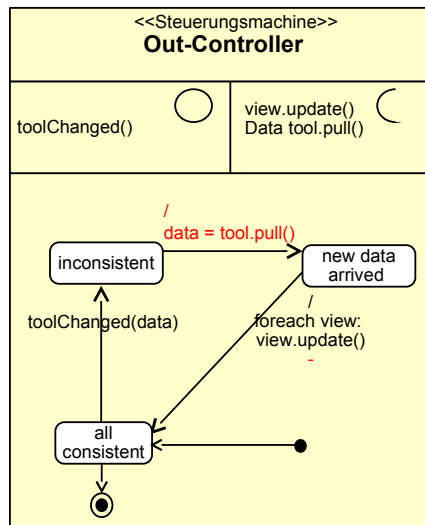 <<Steuerungsmachine>>
Out-Controller
toolChanged()
view.update()
Data tool.pull()
/
data = tool.pull()
inconsistent
new data
arrived
/
foreach view:
view.update()
-
toolChanged(data)
all
consistent